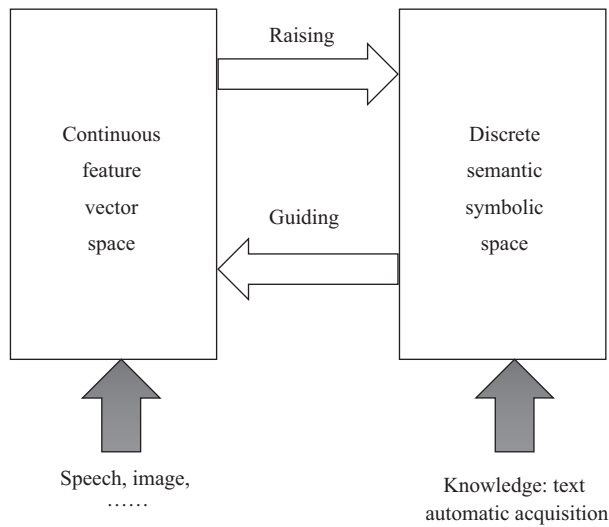 Raising
Continuous
feature
vector
space
Discrete
semantic
symbolic
space
Guiding
Speech, image,
……
Knowledge: text
automatic acquisition